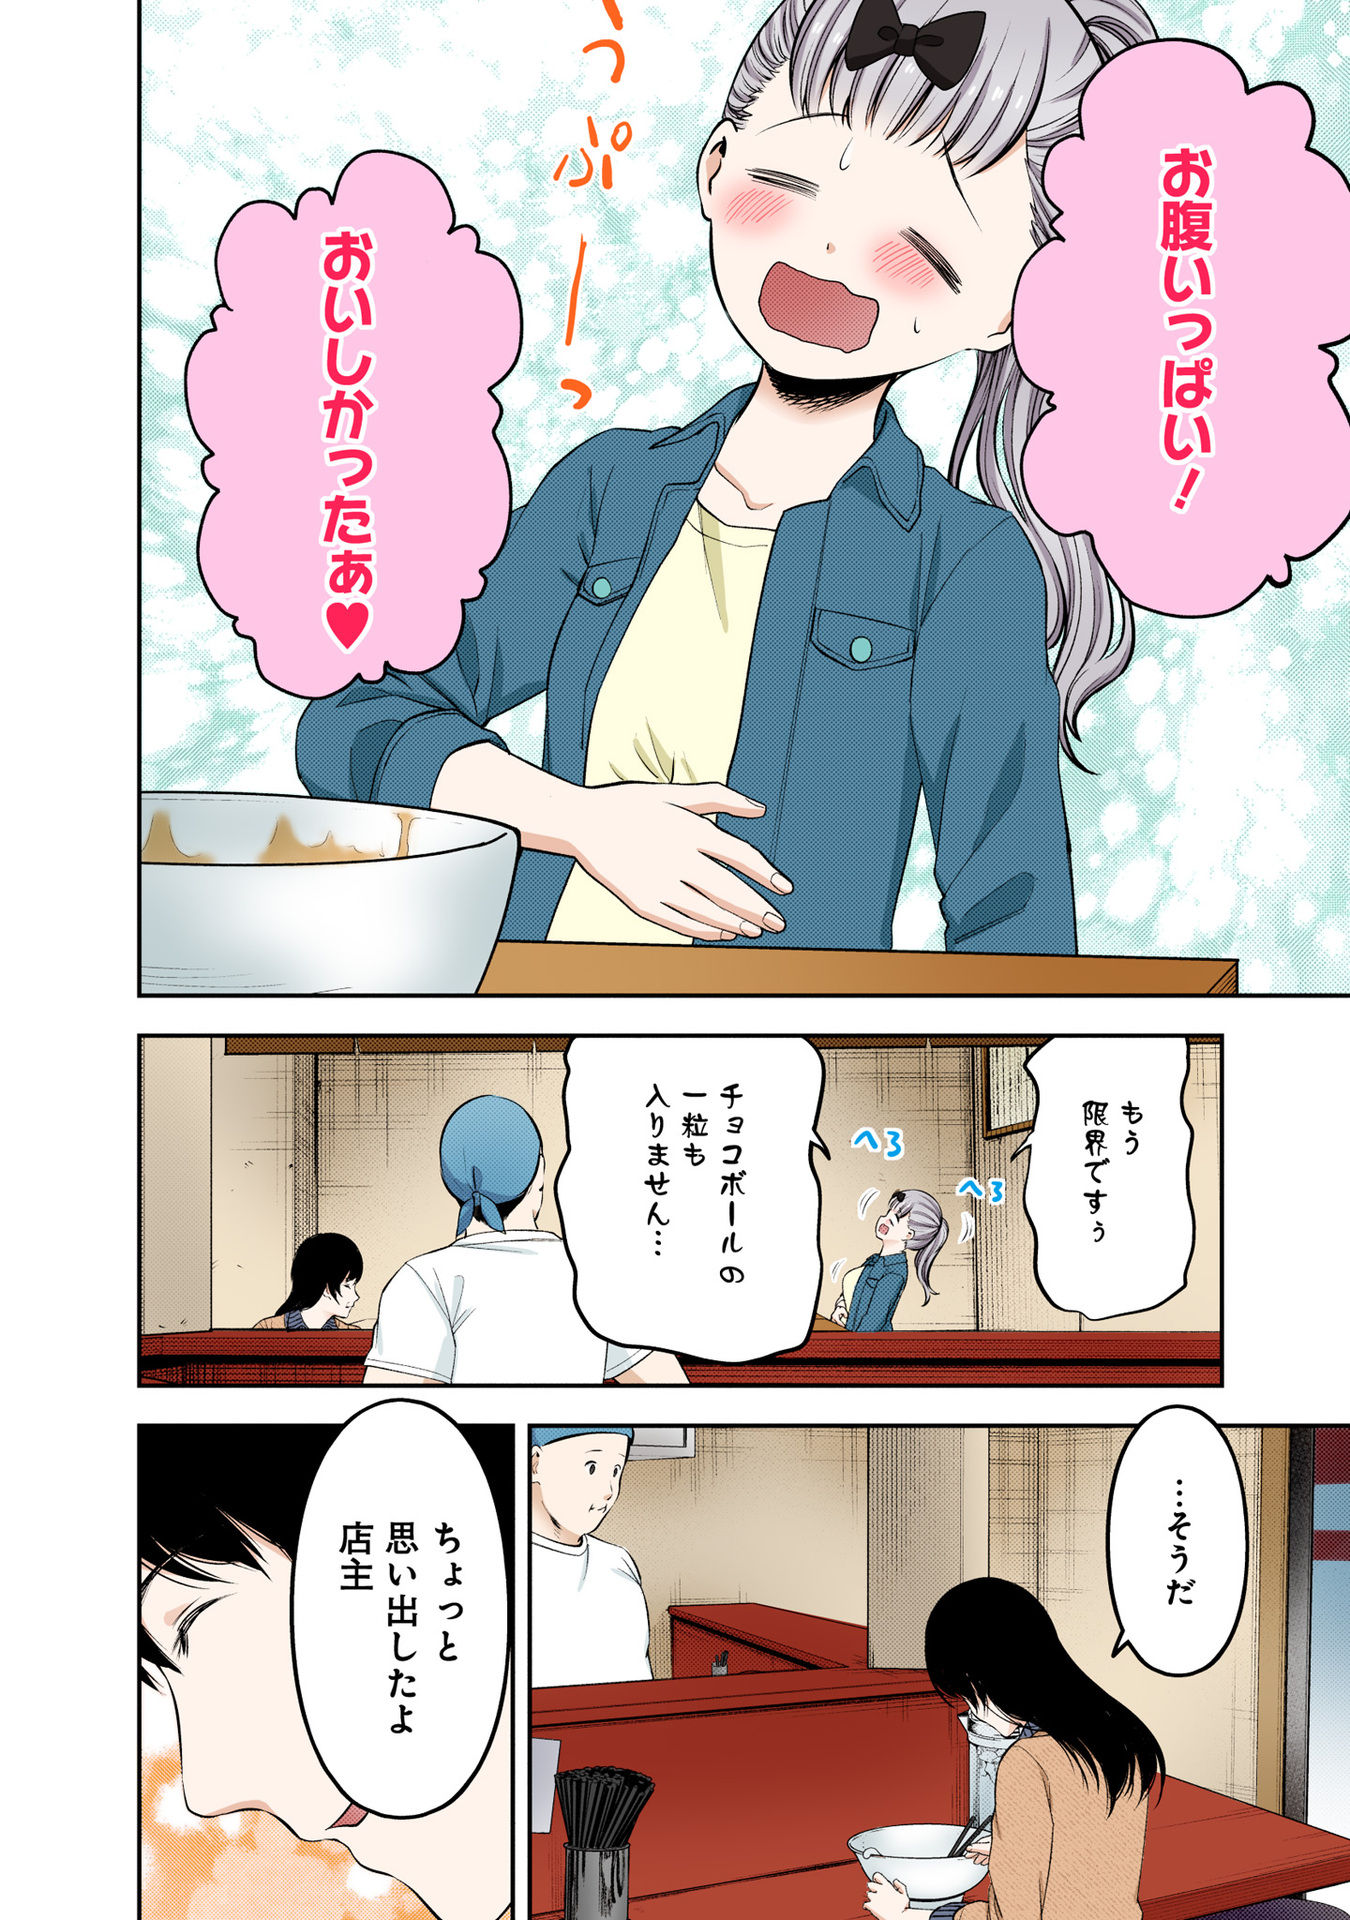 お腹いっぱい！
うっぷーっ
おいしかったぁ♥
もう
限界ですぅ
へろ
へろ
チョコボールの
一粒も
入りません…
…そうだ
ちょっと
思い出したよ
店主